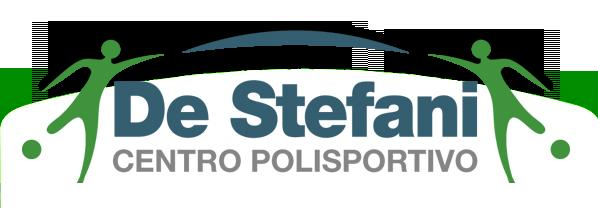 De Stefani
CENTRO POLISPORTIVO